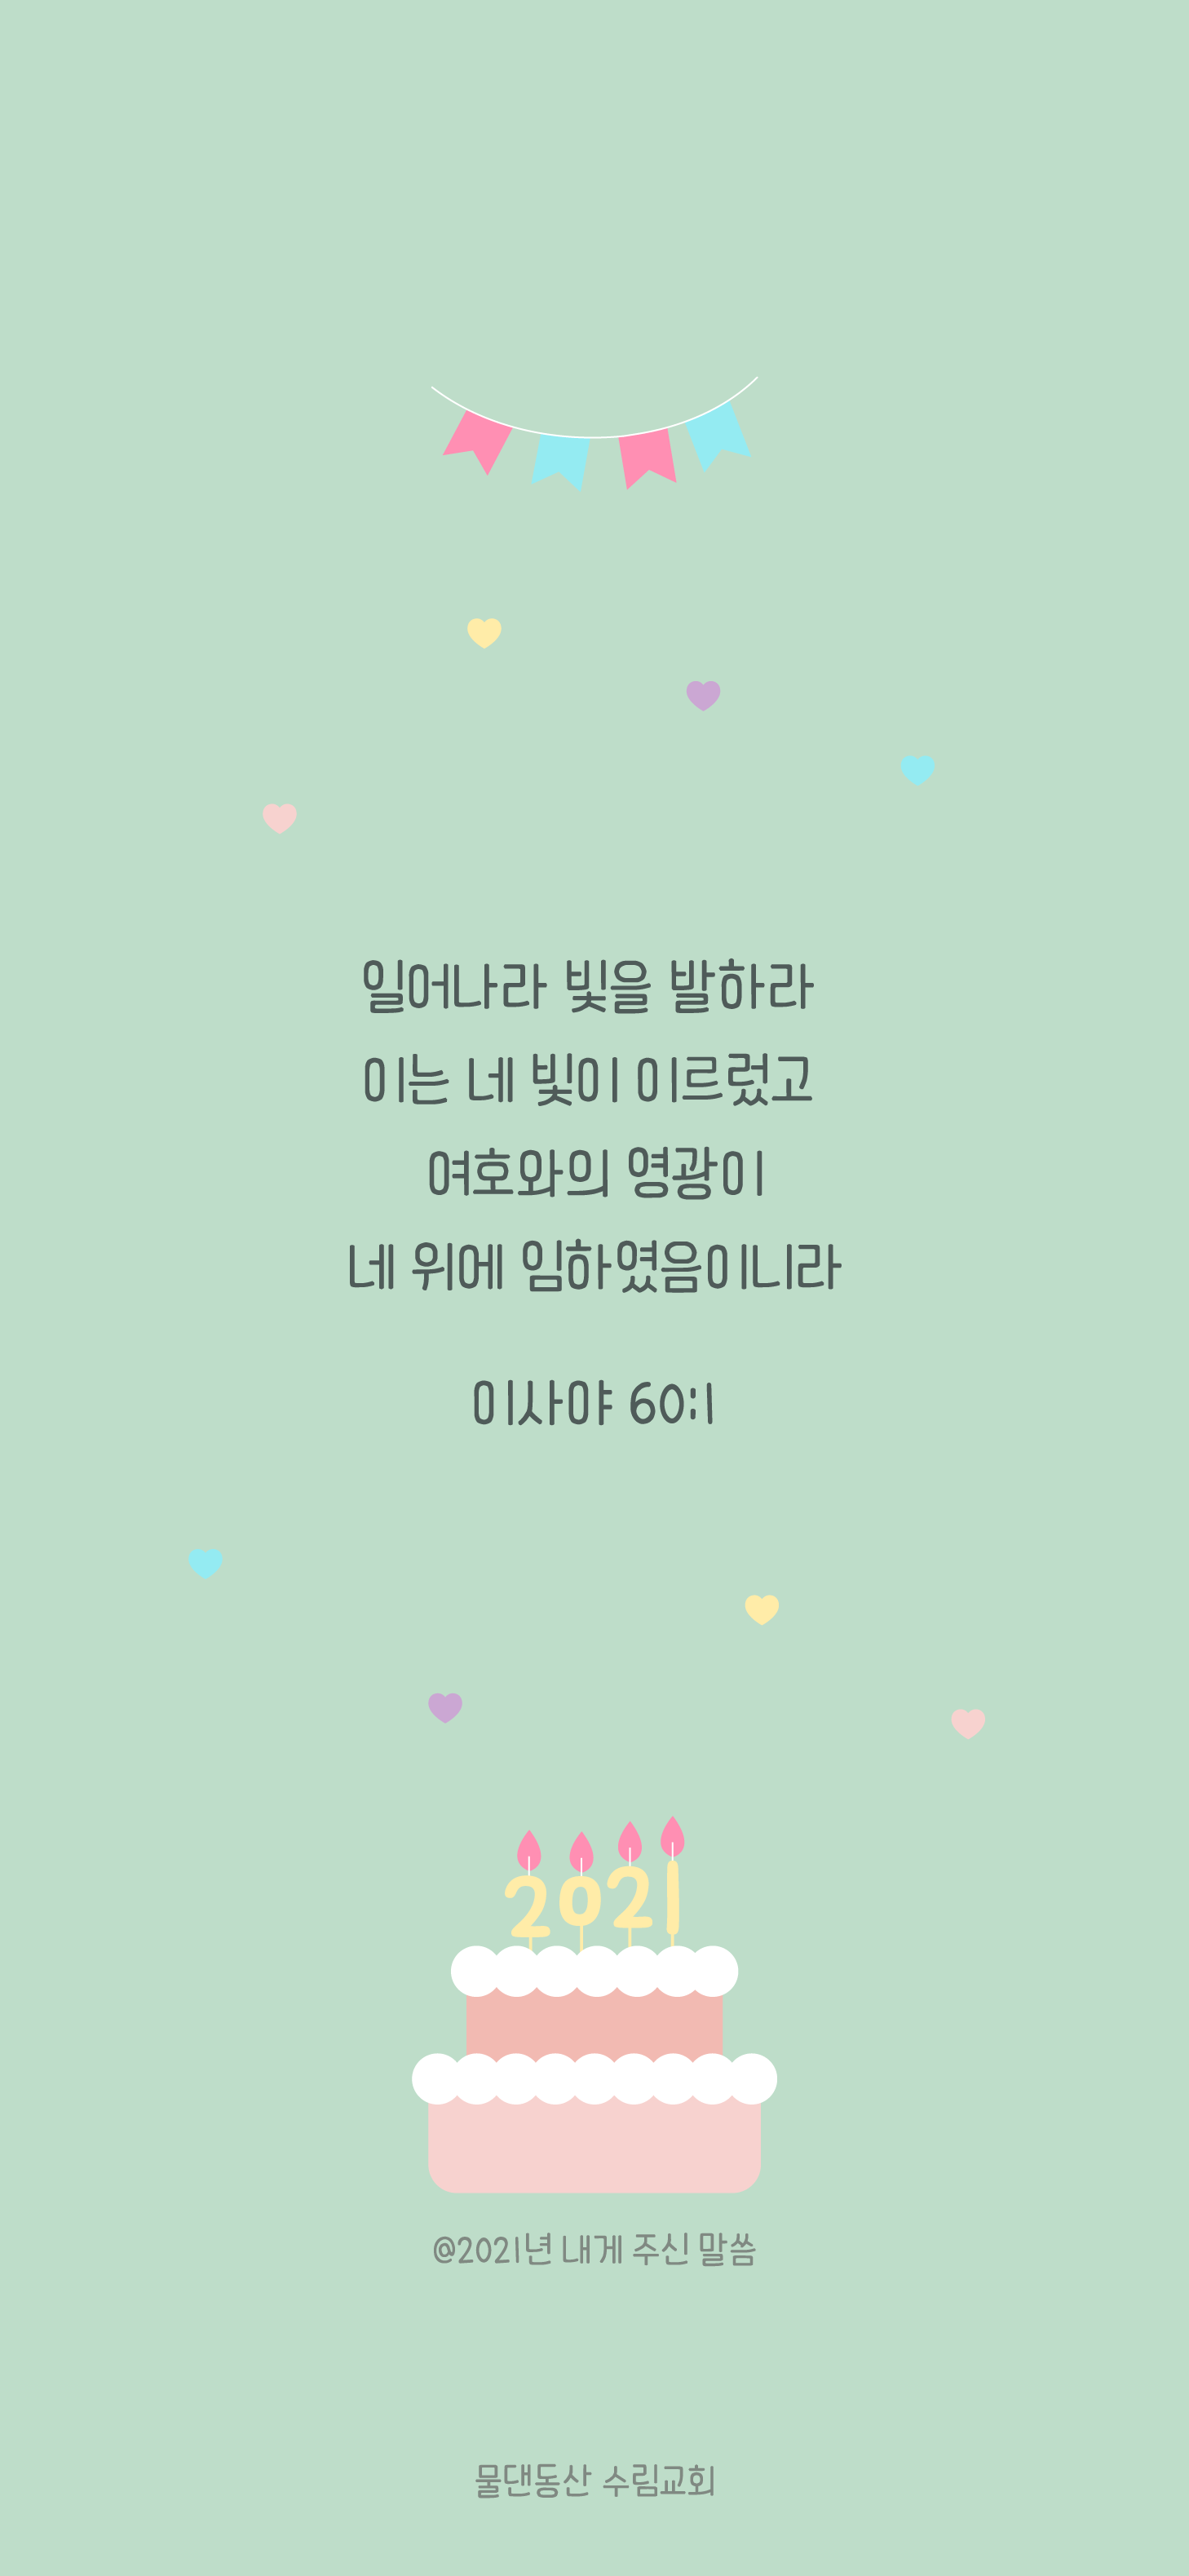 일어나라 빛을 발하라
이는 네 빛이 이르렀고
여호와의 영광이
네 위에 임하였음이니라
이사야 60:1
2021
@2021년 내게 주신 말씀
물댄동산 수림교회